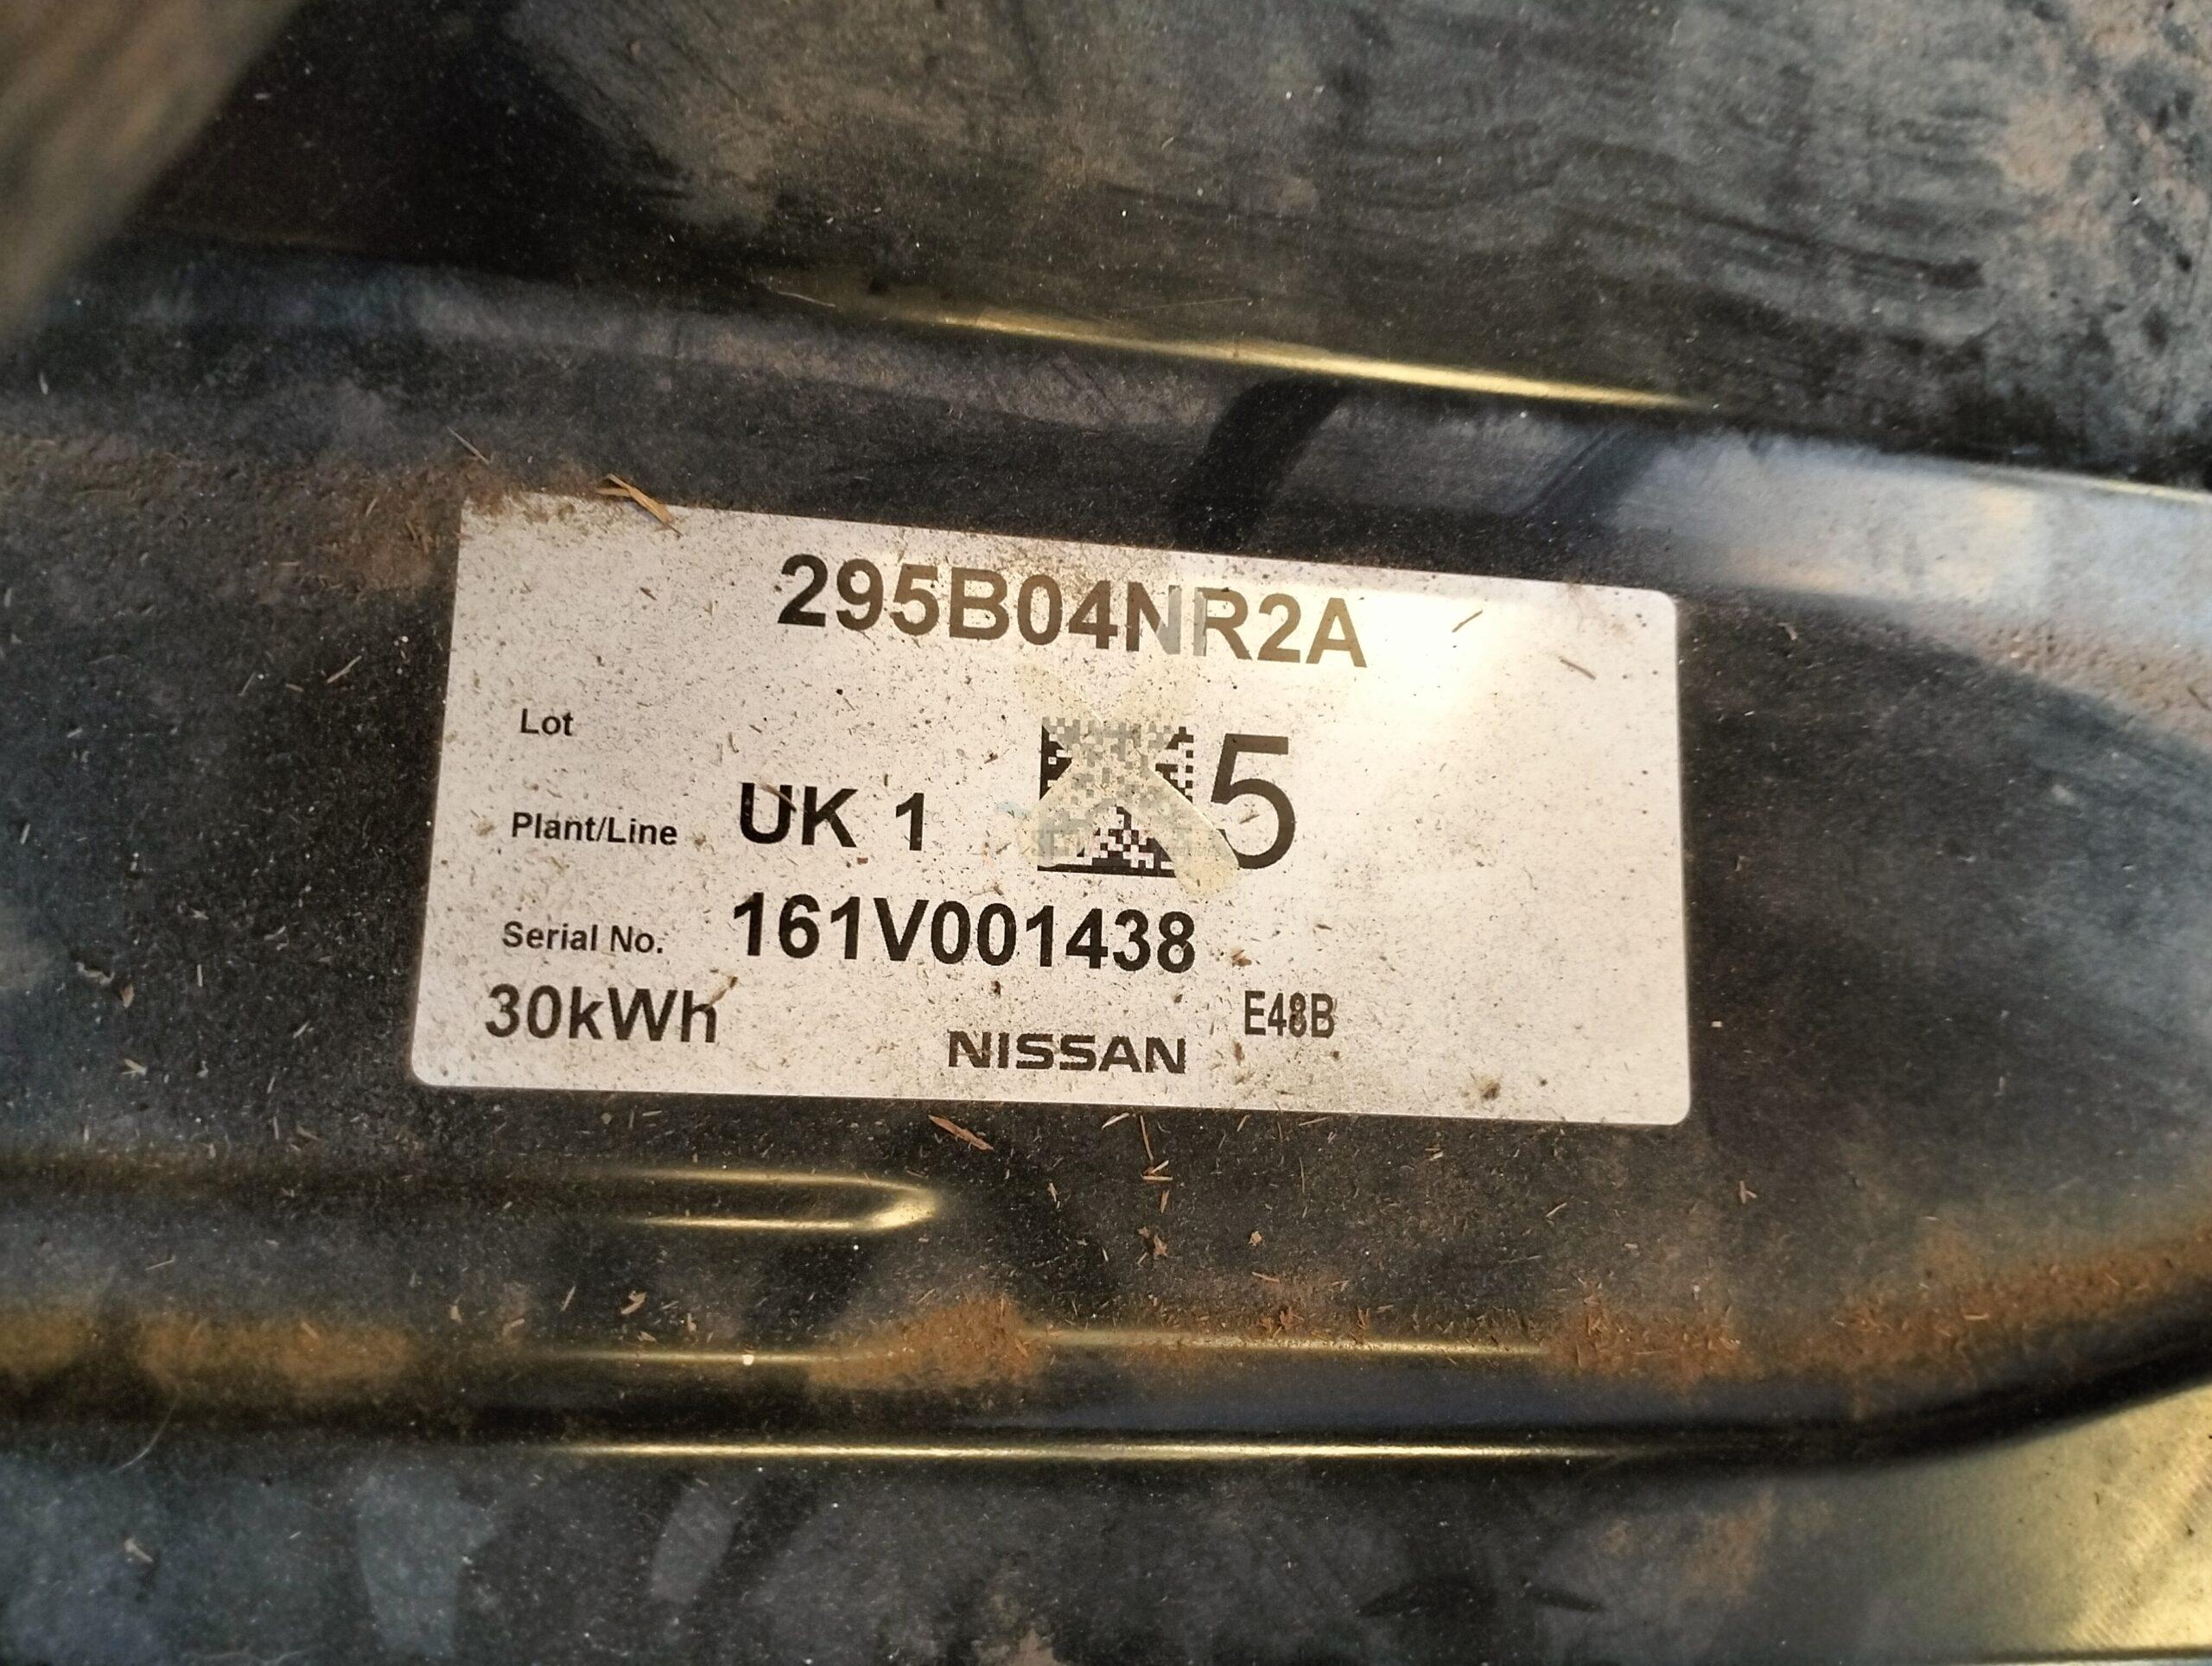 295B04NR2A
Lot
Plant/Line UK 1 5
Serial No. 161V001438
30kWh NISSAN E48B